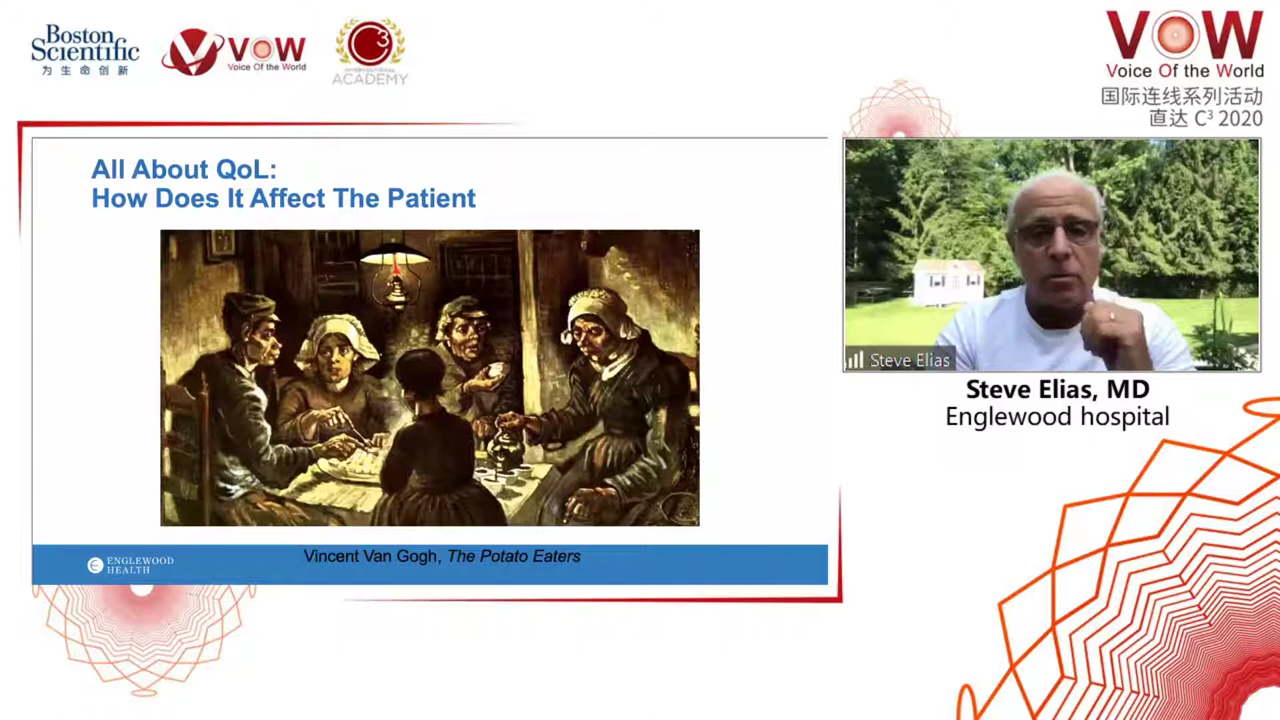 Boston
Scientific
为生命创新
VOW
Voice Of the World
C3
ACADEMY
VOW
Voice Of the World
国际连线系列活动
直达 C³ 2020
All About QoL:
How Does It Affect The Patient
Vincent Van Gogh, The Potato Eaters
ENGLEWOOD
HEALTH
Steve Elias
Steve Elias, MD
Englewood hospital